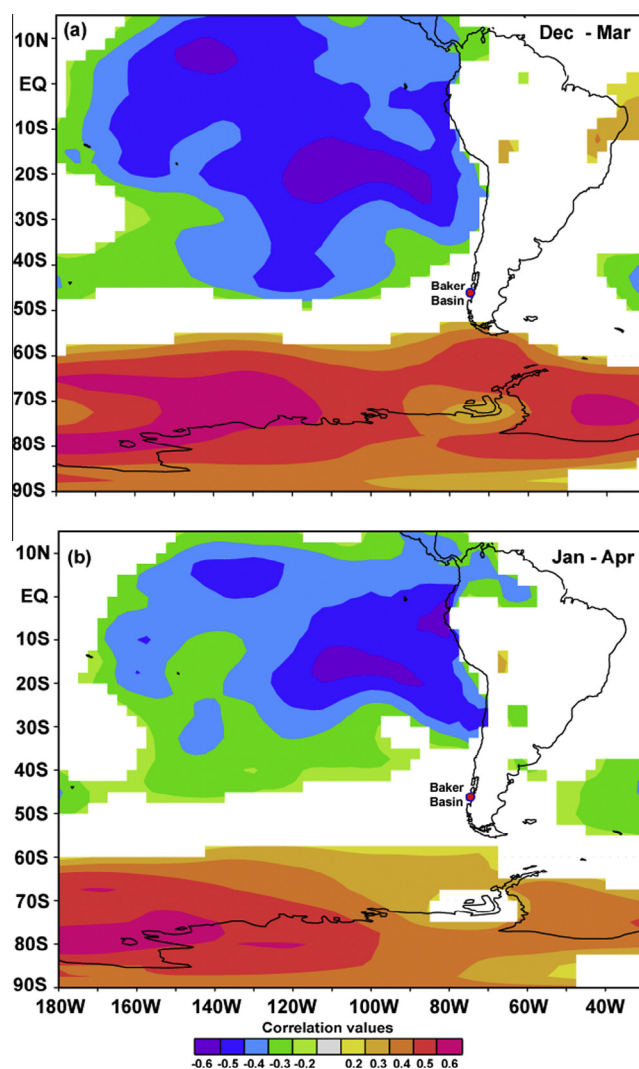 (a) Dec - Mar
10N
EQ
10S
20S
30S
40S
Baker
Basin
50S
60S
70S
80S
90S
(b) Jan - Apr
10N
EQ
10S
20S
30S
40S
Baker
Basin
50S
60S
70S
80S
90S
180W 160W 140W 120W 100W 80W 60W 40W
Correlation values
-0.6 -0.5 -0.4 -0.3 -0.2 0.2 0.3 0.4 0.5 0.6